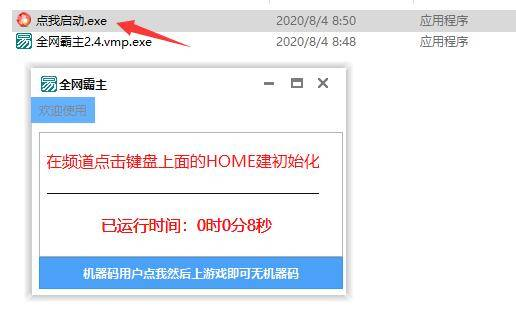 点我启动.exe 2020/8/4 8:50 应用程序
全网霸主2.4.vmp.exe 2020/8/4 8:48 应用程序
全网霸主
欢迎使用
在频道点击键盘上面的HOME建初始化
已运行时间：0时0分8秒
机器码用户点我然后上游戏即可无机器码